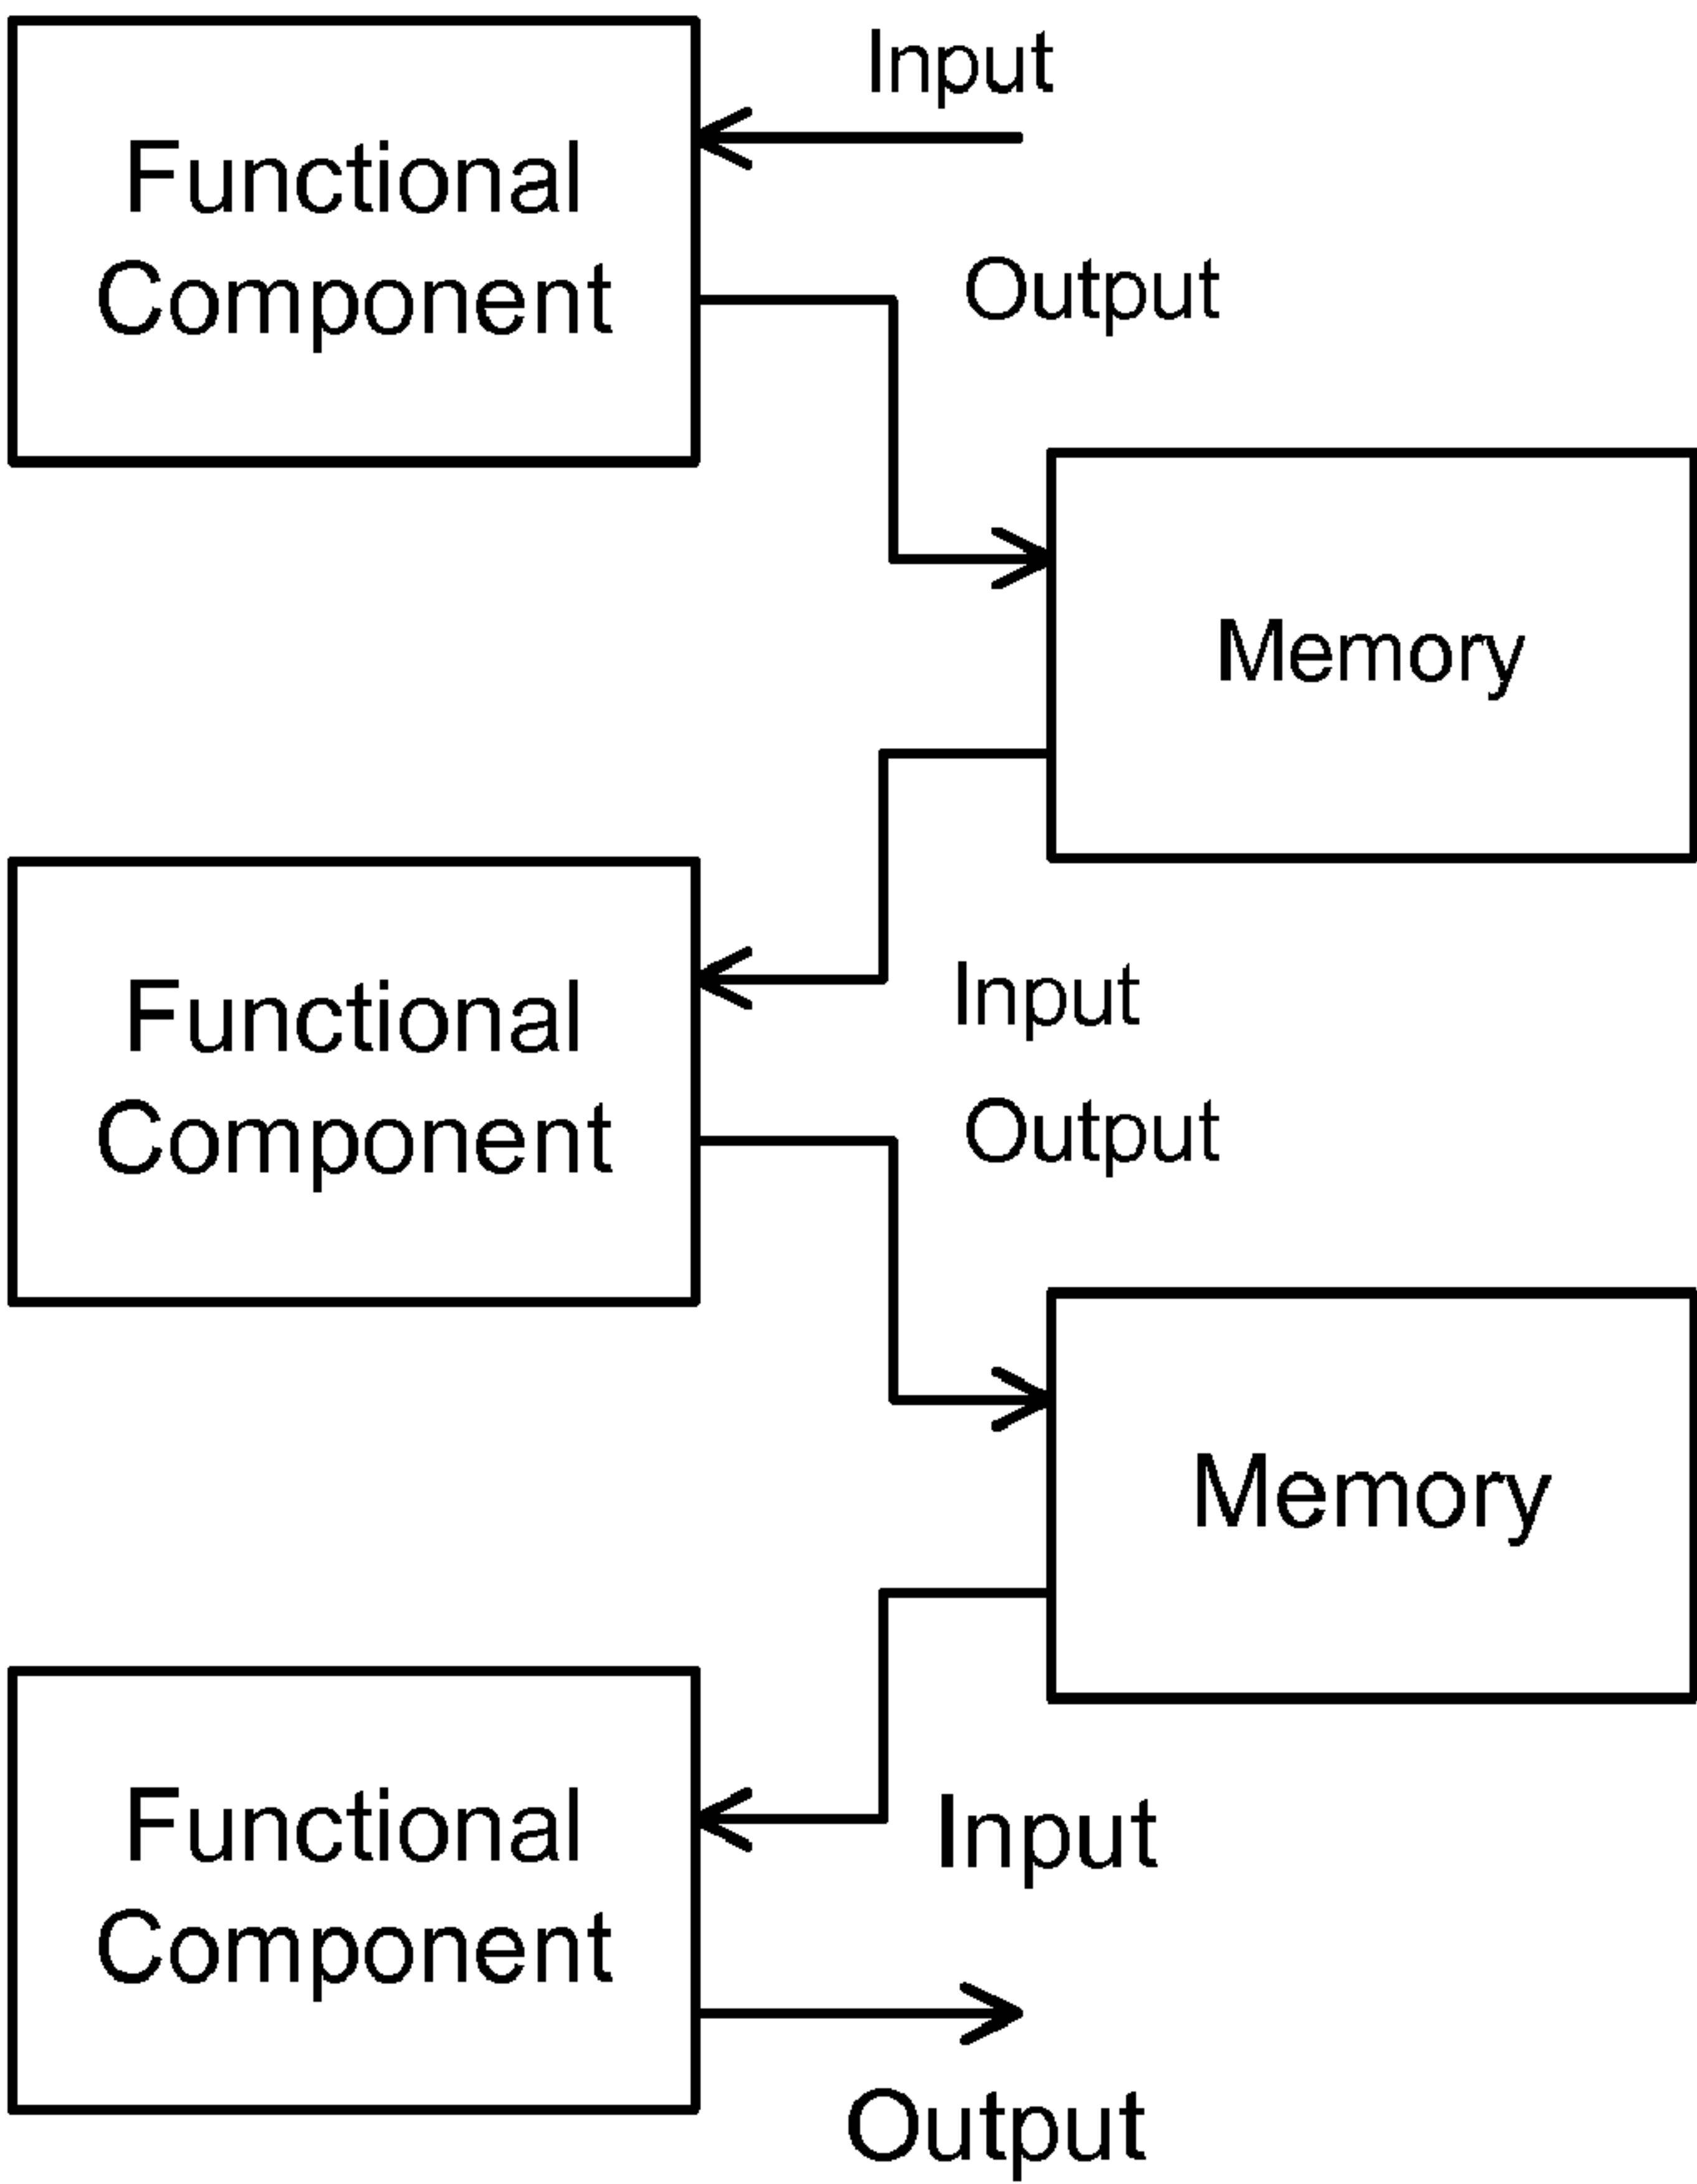 Input
Functional
Component
Output
Memory
Functional
Component
Input
Output
Memory
Functional
Component
Input
Output